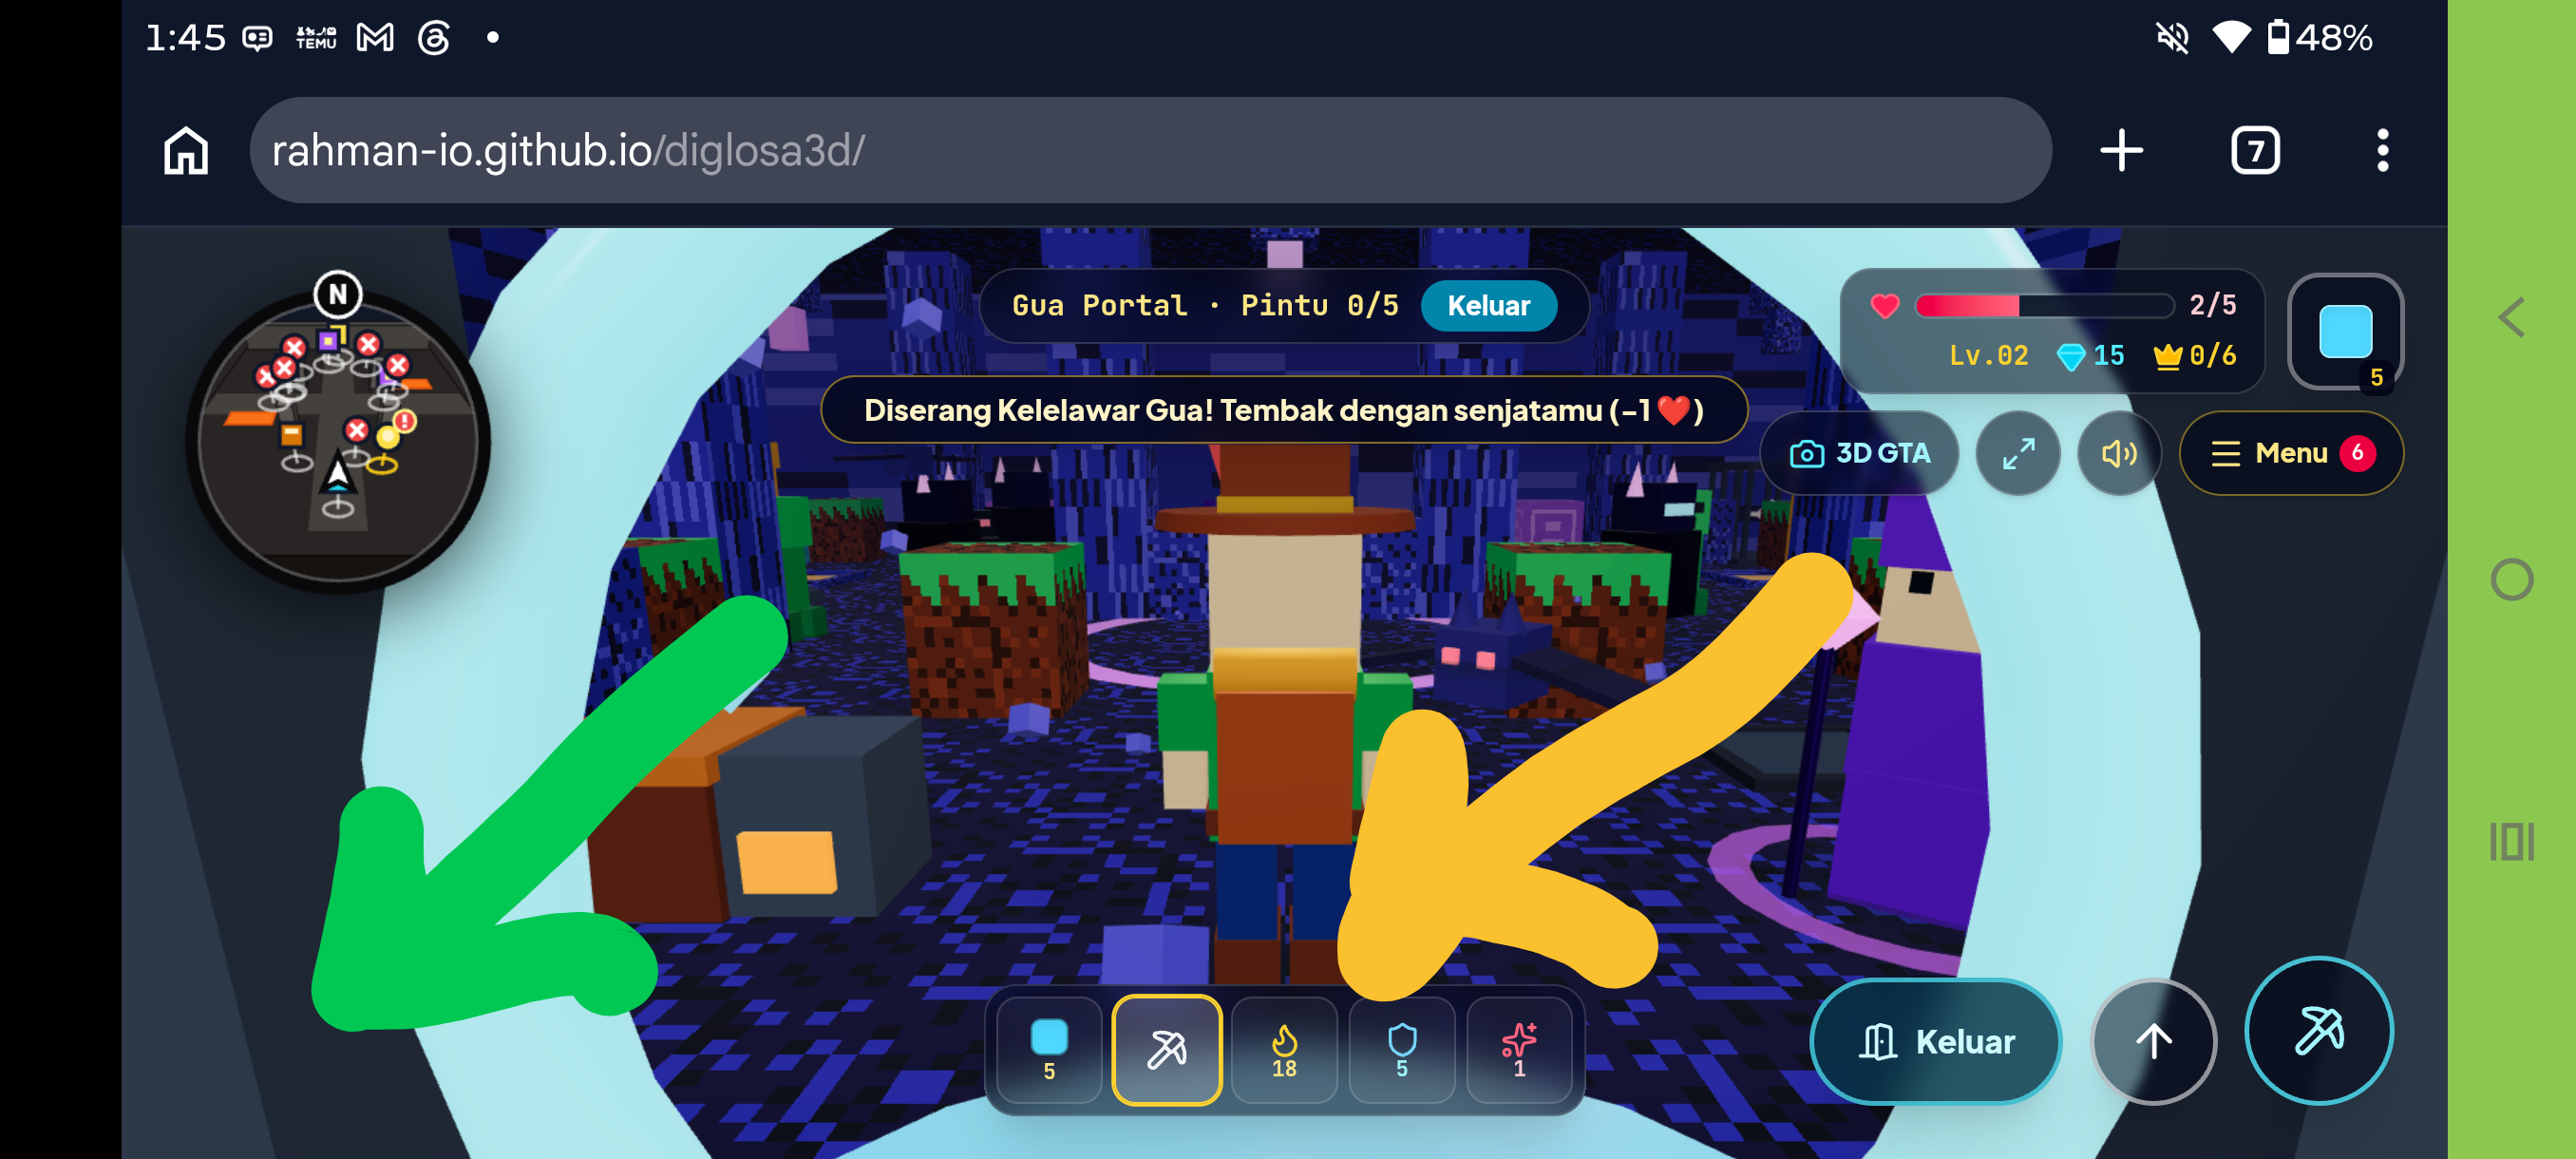 1:45 TEMU 48%
rahman-io.github.io/diglosa3d/ 7
N
Gua Portal · Pintu 0/5 Keluar
2/5
Lv.02 15 0/6
5
Diserang Kelelawar Gua! Tembak dengan senjatamu (-1 ❤️)
3D GTA Menu 6
5 18 5 1
Keluar